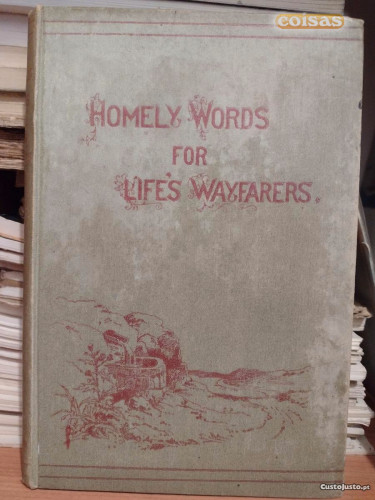 coisas
HOMELY WORDS
FOR
LIFE'S WAYFARERS.
CustoJusto.pt